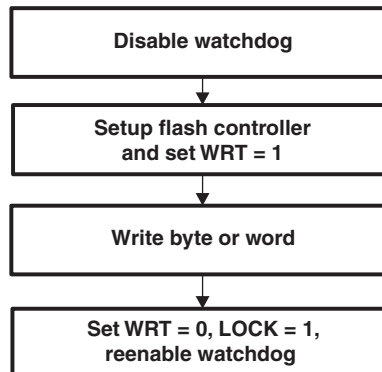 Disable watchdog
Setup flash controller
and set WRT = 1
Write byte or word
Set WRT = 0, LOCK = 1,
reenable watchdog